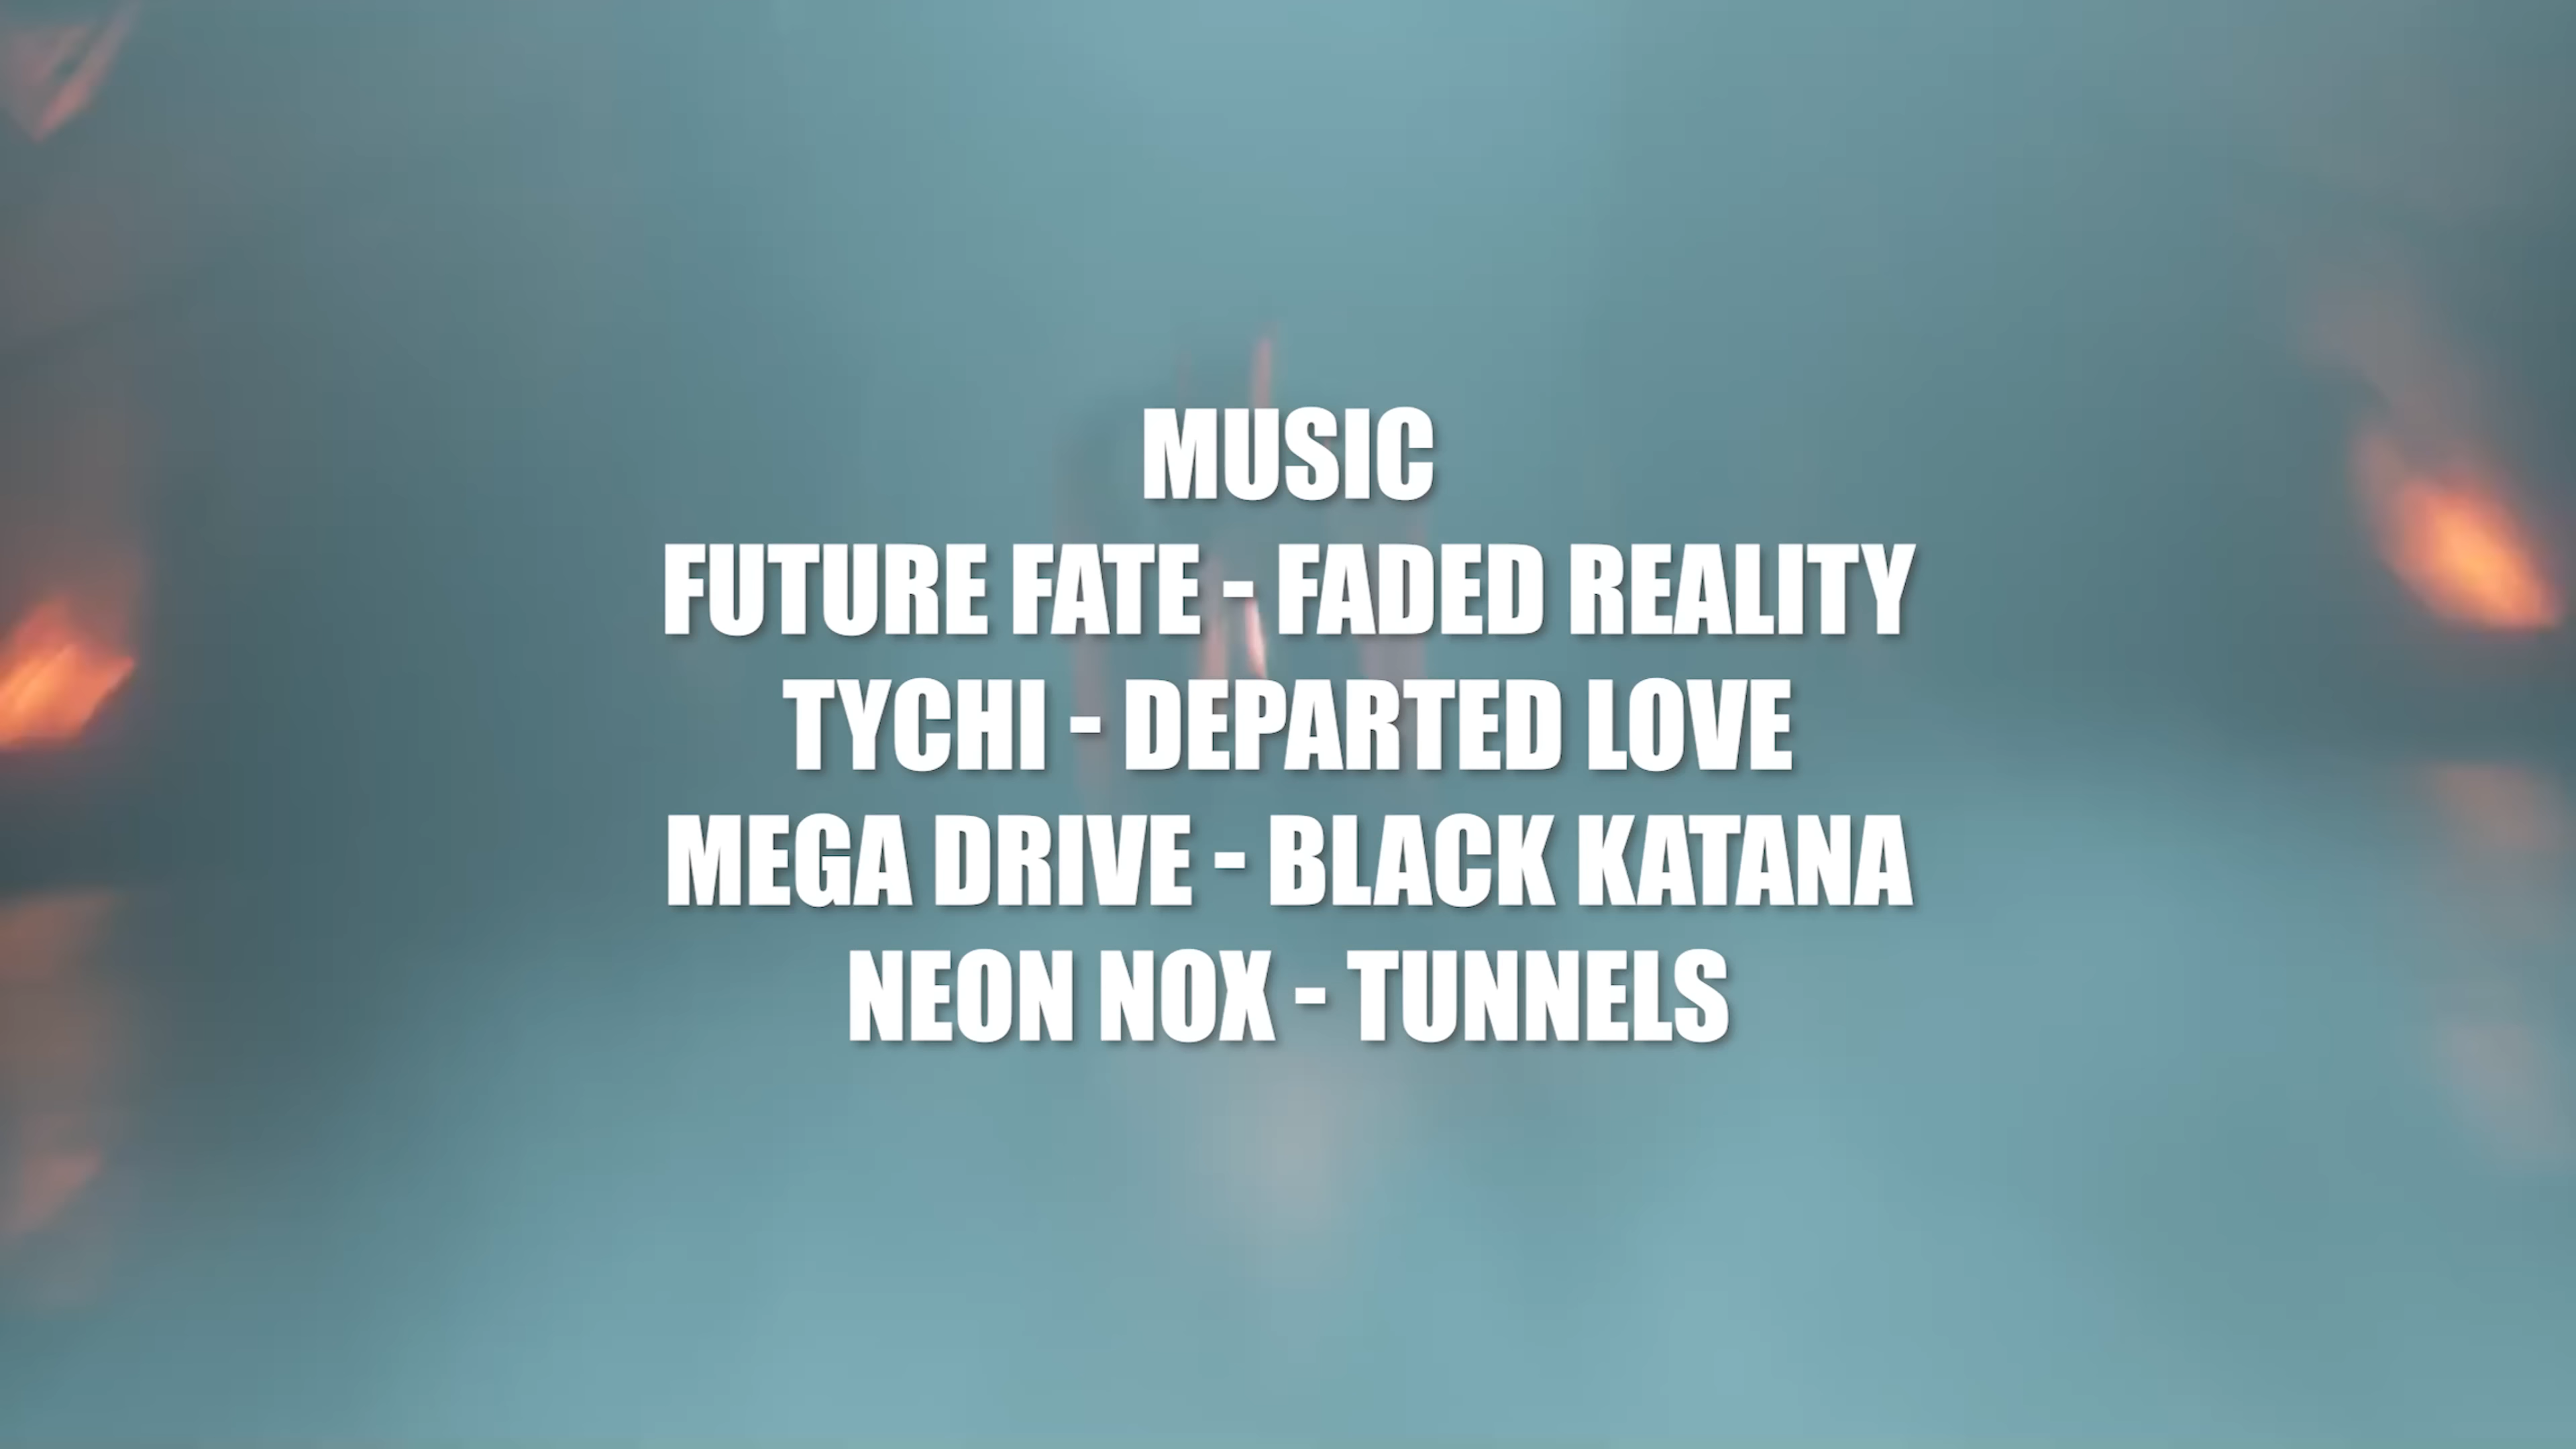 MUSIC
FUTURE FATE - FADED REALITY
TYCHI - DEPARTED LOVE
MEGA DRIVE - BLACK KATANA
NEON NOX - TUNNELS